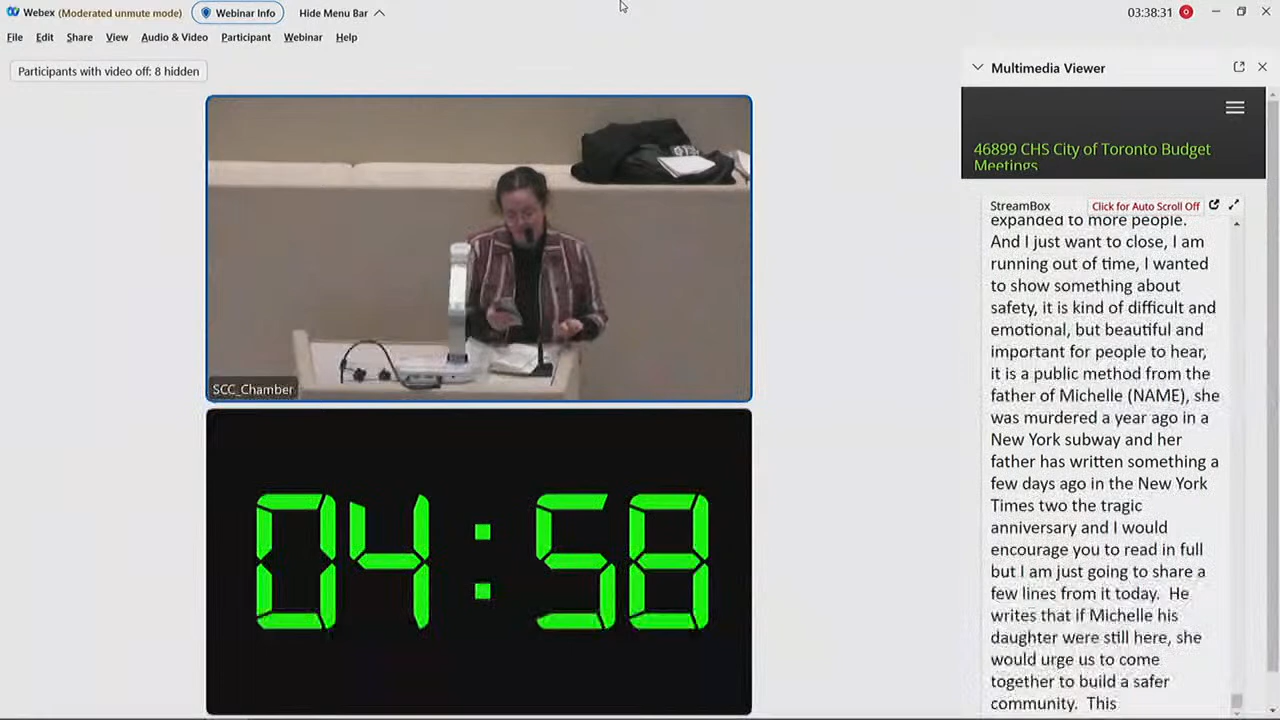 Webex (Moderated unmute mode) Webinar Info Hide Menu Bar 03:38:31
File Edit Share View Audio & Video Participant Webinar Help
Participants with video off: 8 hidden
SCC_Chamber
04:58
Multimedia Viewer
46899 CHS City of Toronto Budget
Meetings
StreamBox Click for Auto Scroll Off
expanded to more people.
And I just want to close, I am
running out of time, I wanted
to show something about
safety, it is kind of difficult and
emotional, but beautiful and
important for people to hear,
it is a public method from the
father of Michelle (NAME), she
was murdered a year ago in a
New York subway and her
father has written something a
few days ago in the New York
Times two the tragic
anniversary and I would
encourage you to read in full
but I am just going to share a
few lines from it today. He
writes that if Michelle his
daughter were still here, she
would urge us to come
together to build a safer
community. This